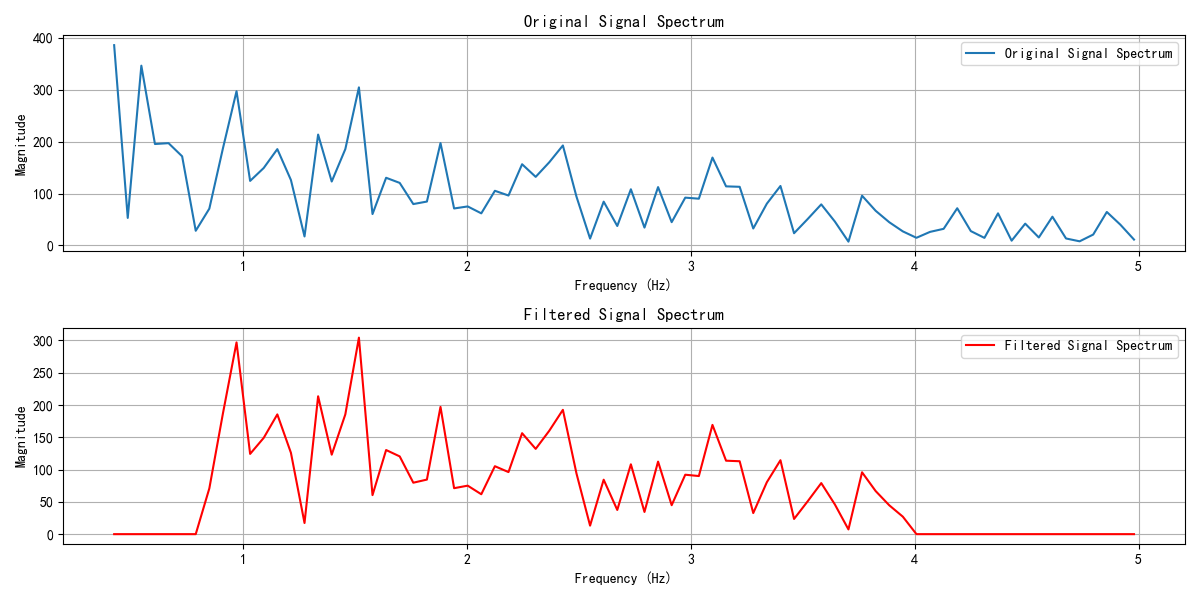 Original Signal Spectrum
400
300
200
100
0
Magnitude
Original Signal Spectrum
1 2 3 4 5
Frequency (Hz)
Filtered Signal Spectrum
300
250
200
150
100
50
0
Magnitude
Filtered Signal Spectrum
1 2 3 4 5
Frequency (Hz)